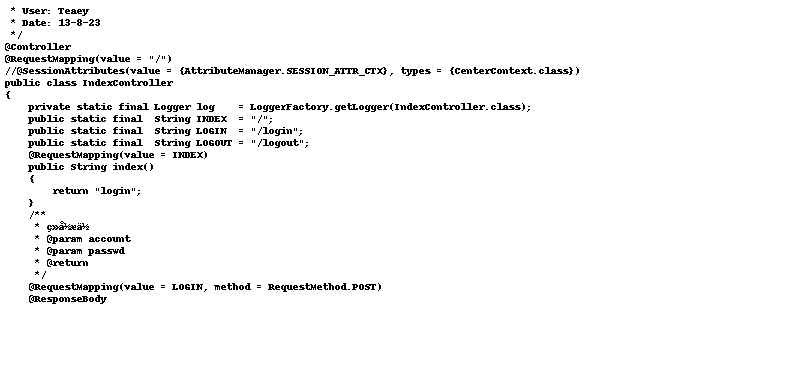 * User: Teaey
* Date: 13-8-23
*/
@Controller
@RequestMapping(value = "/")
//@SessionAttributes(value = {AttributeManager.SESSION_ATTR_CTX}, types = {CenterContext.class})
public class IndexController
{
private static final Logger log    = LoggerFactory.getLogger(IndexController.class);
public static final  String INDEX  = "/";
public static final  String LOGIN  = "/login";
public static final  String LOGOUT = "/logout";
@RequestMapping(value = INDEX)
public String index()
{
return "login";
}
/**
*
* @param account
* @param passwd
* @return
*/
@RequestMapping(value = LOGIN, method = RequestMethod.POST)
@ResponseBody